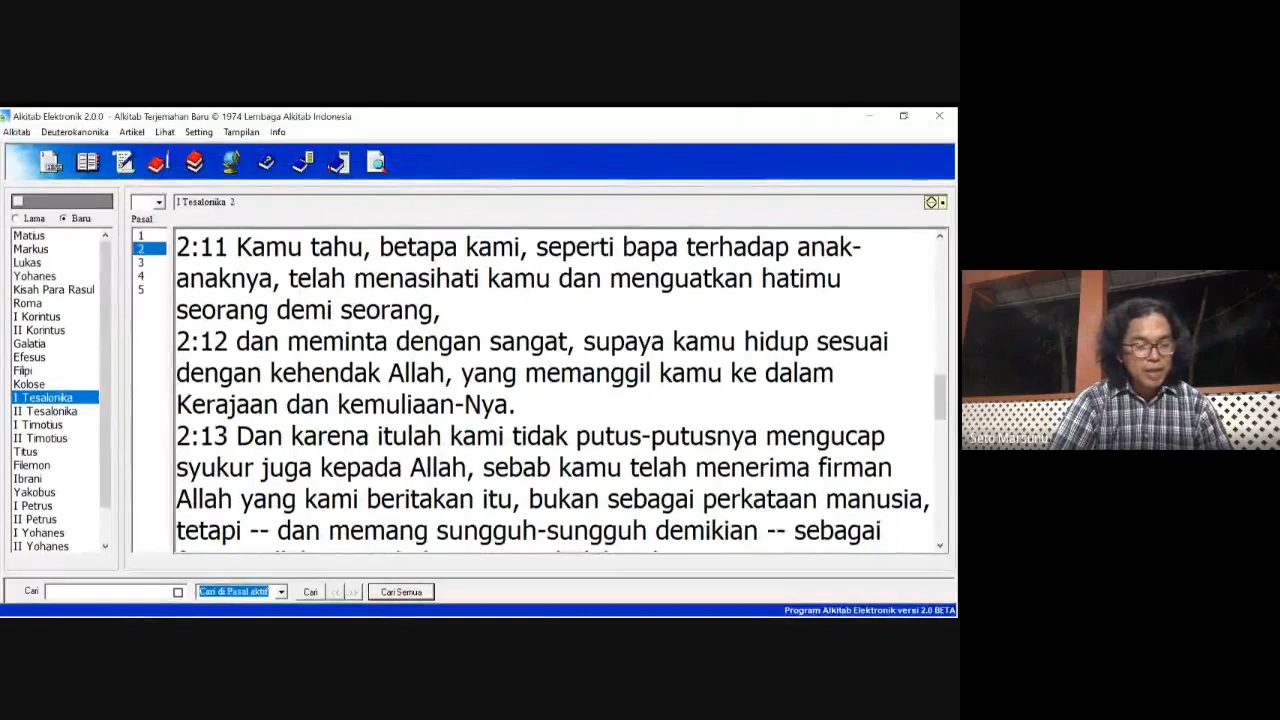 Alkitab Elektronik 2.0.0 - Alkitab Terjemahan Baru © 1974 Lembaga Alkitab Indonesia
Alkitab Deuterokanonika Artikel Lihat Setting Tampilan Info
Lama Baru
Matius
Markus
Lukas
Yohanes
Kisah Para Rasul
Roma
I Korintus
II Korintus
Galatia
Efesus
Filipi
Kolose
I Tesalonika
II Tesalonika
I Timotius
II Timotius
Titus
Filemon
Ibrani
Yakobus
I Petrus
II Petrus
I Yohanes
II Yohanes
Pasal
1
2
3
4
5
I Tesalonika 2
2:11 Kamu tahu, betapa kami, seperti bapa terhadap anak-
anaknya, telah menasihati kamu dan menguatkan hatimu
seorang demi seorang,
2:12 dan meminta dengan sangat, supaya kamu hidup sesuai
dengan kehendak Allah, yang memanggil kamu ke dalam
Kerajaan dan kemuliaan-Nya.
2:13 Dan karena itulah kami tidak putus-putusnya mengucap
syukur juga kepada Allah, sebab kamu telah menerima firman
Allah yang kami beritakan itu, bukan sebagai perkataan manusia,
tetapi -- dan memang sungguh-sungguh demikian -- sebagai
Cari Cari di Pasal aktif Cari << >> Cari Semua
Program Alkitab Elektronik versi 2.0 BETA
Seto Marsunu